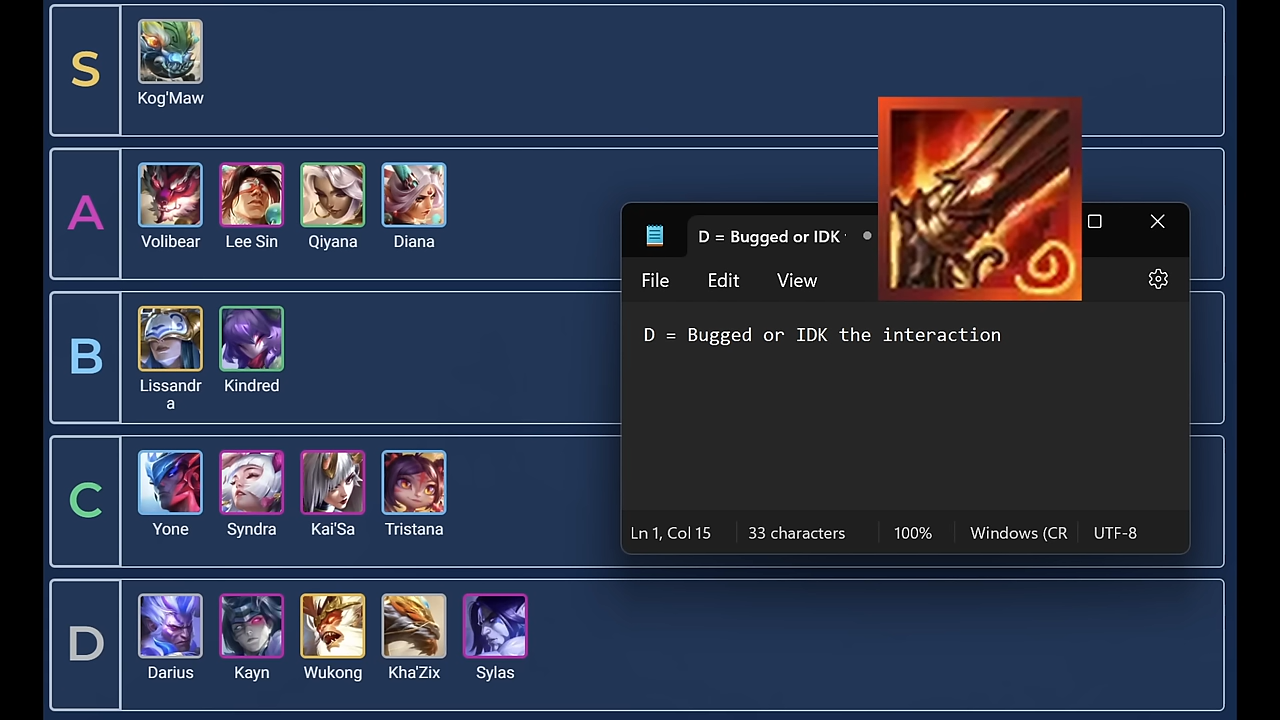 S
Kog'Maw
A
Volibear Lee Sin Qiyana Diana
D = Bugged or IDK
File Edit View
D = Bugged or IDK the interaction
B
Lissandr
a
Kindred
C
Yone Syndra Kai'Sa Tristana
Ln 1, Col 15 33 characters 100% Windows (CR UTF-8
D
Darius Kayn Wukong Kha'Zix Sylas